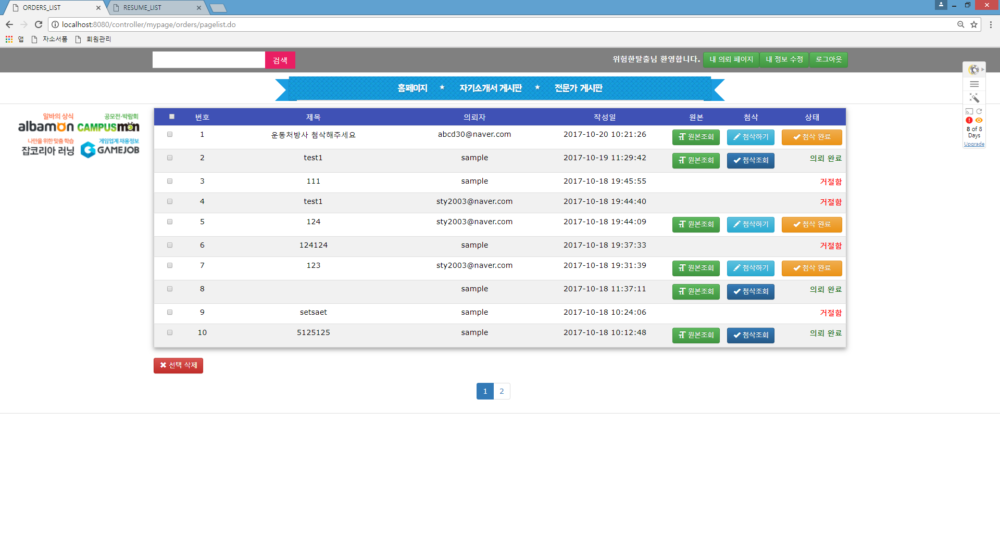 ORDERS_LIST
RESUME_LIST
localhost:8080/controller/mypage/orders/pagelist.do
앱 자소서폼 회원관리
검색
위험한탈출님 환영합니다. 내 의뢰 페이지 내 정보 수정 로그아웃
홈페이지 ★ 자기소개서 게시판 ★ 전문가 게시판
알바의 상식 공모전·박람회
albamon CAMPUSmon
나만을 위한 맞춤 학습 게임업계 채용정보
잡코리아 러닝 GAMEJOB
번호 제목 의뢰자 작성일 원본 첨삭 상태
1 운동처방사 첨삭해주세요 abcd30@naver.com 2017-10-20 10:21:26 원본조회 첨삭하기 첨삭 완료
2 test1 sample 2017-10-19 11:29:42 원본조회 첨삭조회 의뢰 완료
3 111 sample 2017-10-18 19:45:55 거절함
4 test1 sty2003@naver.com 2017-10-18 19:44:40 거절함
5 124 sty2003@naver.com 2017-10-18 19:44:09 원본조회 첨삭하기 첨삭 완료
6 124124 sample 2017-10-18 19:37:33 거절함
7 123 sty2003@naver.com 2017-10-18 19:31:39 원본조회 첨삭하기 첨삭 완료
8 sample 2017-10-18 11:37:11 원본조회 첨삭조회 의뢰 완료
9 setsaet sample 2017-10-18 10:24:06 거절함
10 5125125 sample 2017-10-18 10:12:48 원본조회 첨삭조회 의뢰 완료
선택 삭제
1 2
8 of 8
Days
Upgrade